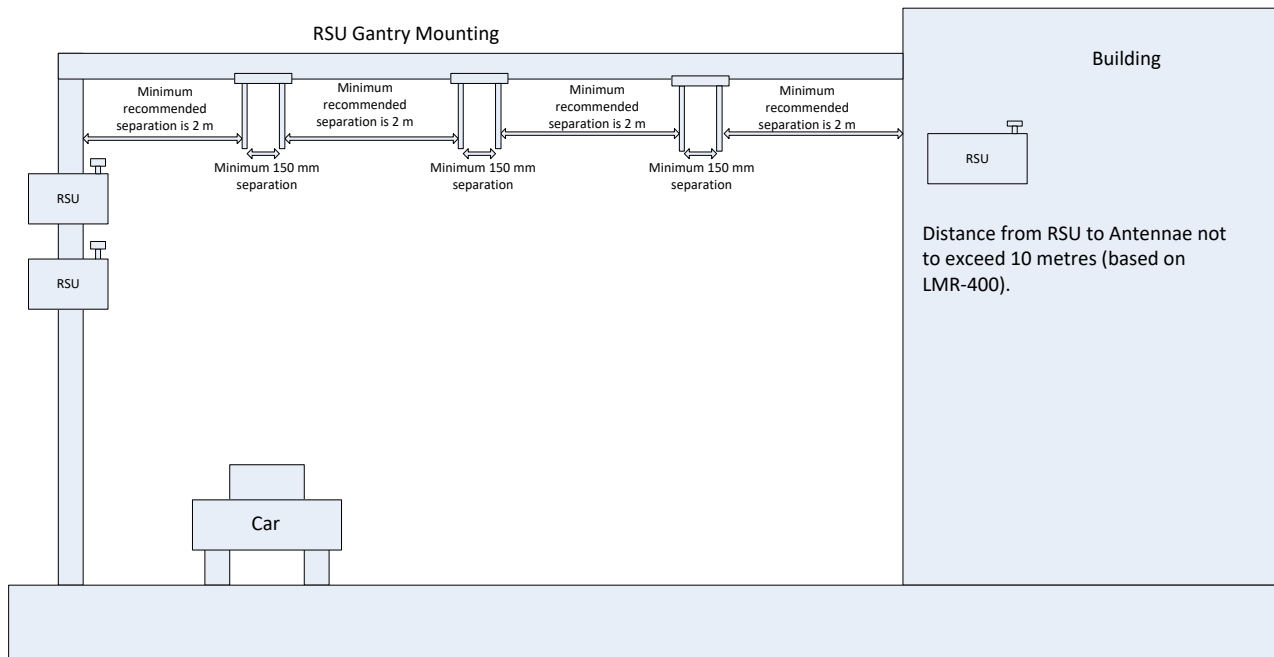 RSU Gantry Mounting
Building
Minimum
recommended
separation is 2 m
Minimum
recommended
separation is 2 m
Minimum
recommended
separation is 2 m
Minimum
recommended
separation is 2 m
Minimum 150 mm
separation
Minimum 150 mm
separation
Minimum 150 mm
separation
RSU
RSU
RSU
Distance from RSU to Antennae not
to exceed 10 metres (based on
LMR-400).
Car